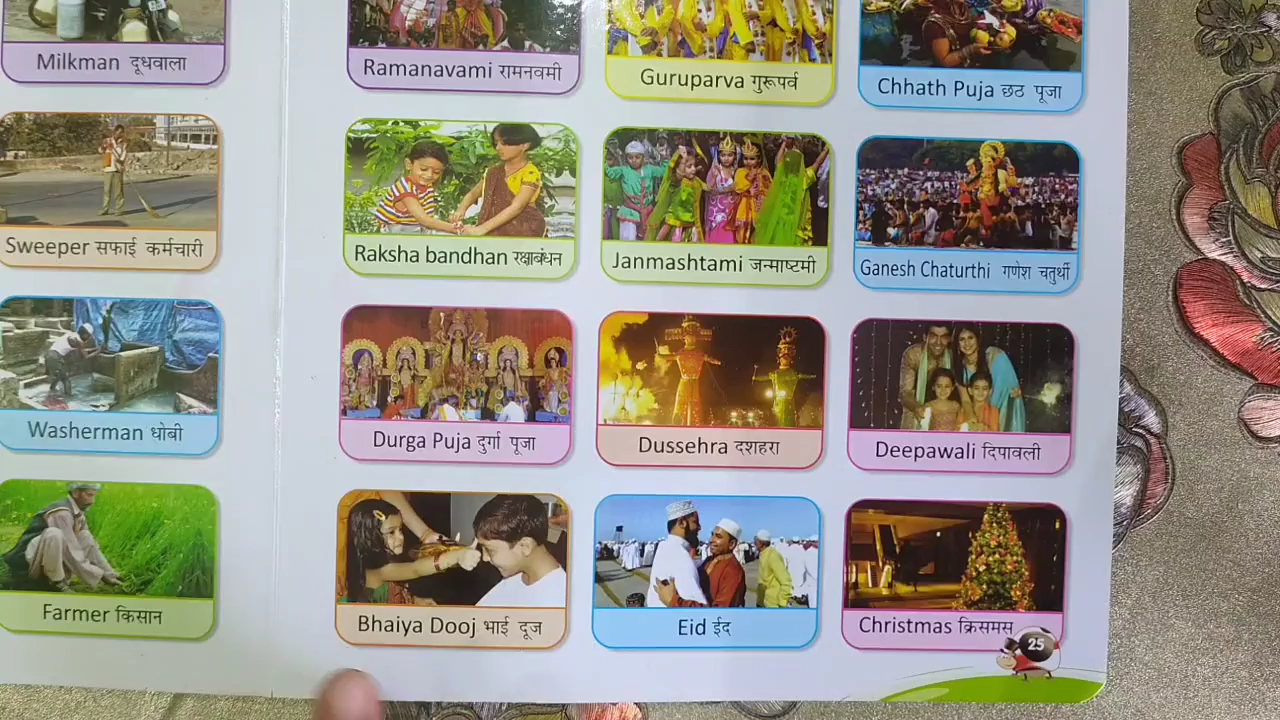 Milkman दूधवाला
Sweeper सफाई कर्मचारी
Washerman धोबी
Farmer किसान
Ramanavami रामनवमी
Guruparva गुरूपर्व
Chhath Puja छठ पूजा
Raksha bandhan रक्षाबंधन
Janmashtami जन्माष्टमी
Ganesh Chaturthi गणेश चतुर्थी
Durga Puja दुर्गा पूजा
Dussehra दशहरा
Deepawali दिपावली
Bhaiya Dooj भाई दूज
Eid ईद
Christmas क्रिसमस
25